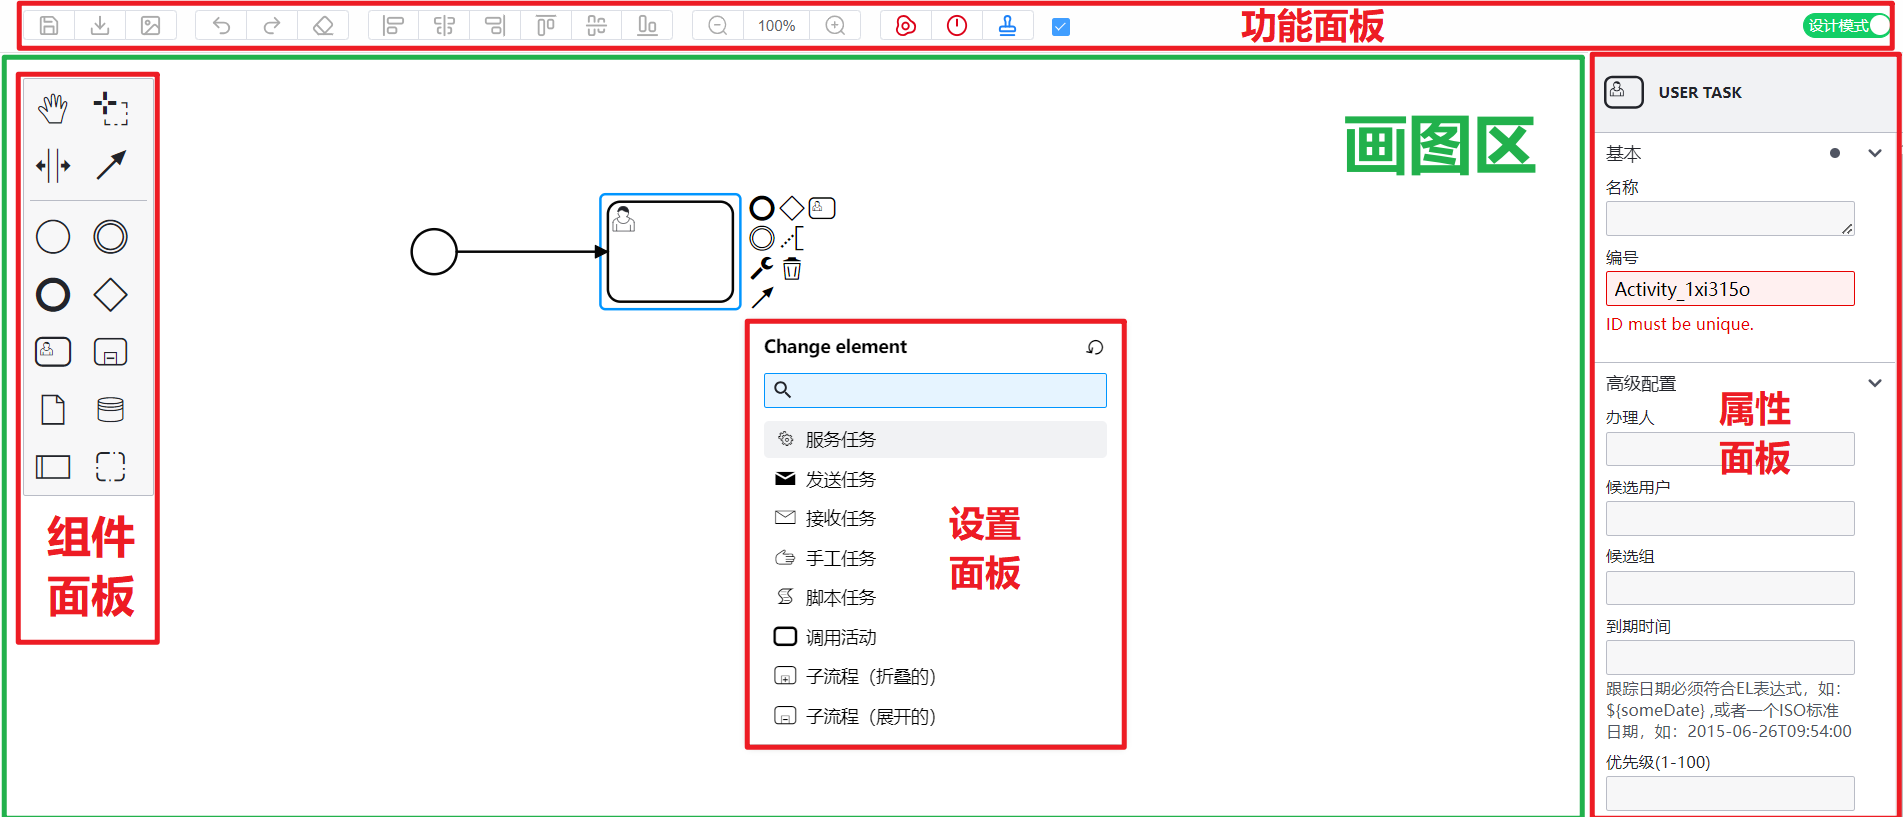 100%
功能面板
设计模式
组件
面板
画图区
Change element
服务任务
发送任务
接收任务
手工任务
脚本任务
调用活动
子流程（折叠的）
子流程（展开的）
设置
面板
USER TASK
基本
名称
编号
Activity_1xi315o
ID must be unique.
高级配置
办理人
属性
面板
候选用户
候选组
到期时间
跟踪日期必须符合EL表达式，如：
${someDate} ,或者一个ISO标准
日期，如：2015-06-26T09:54:00
优先级(1-100)